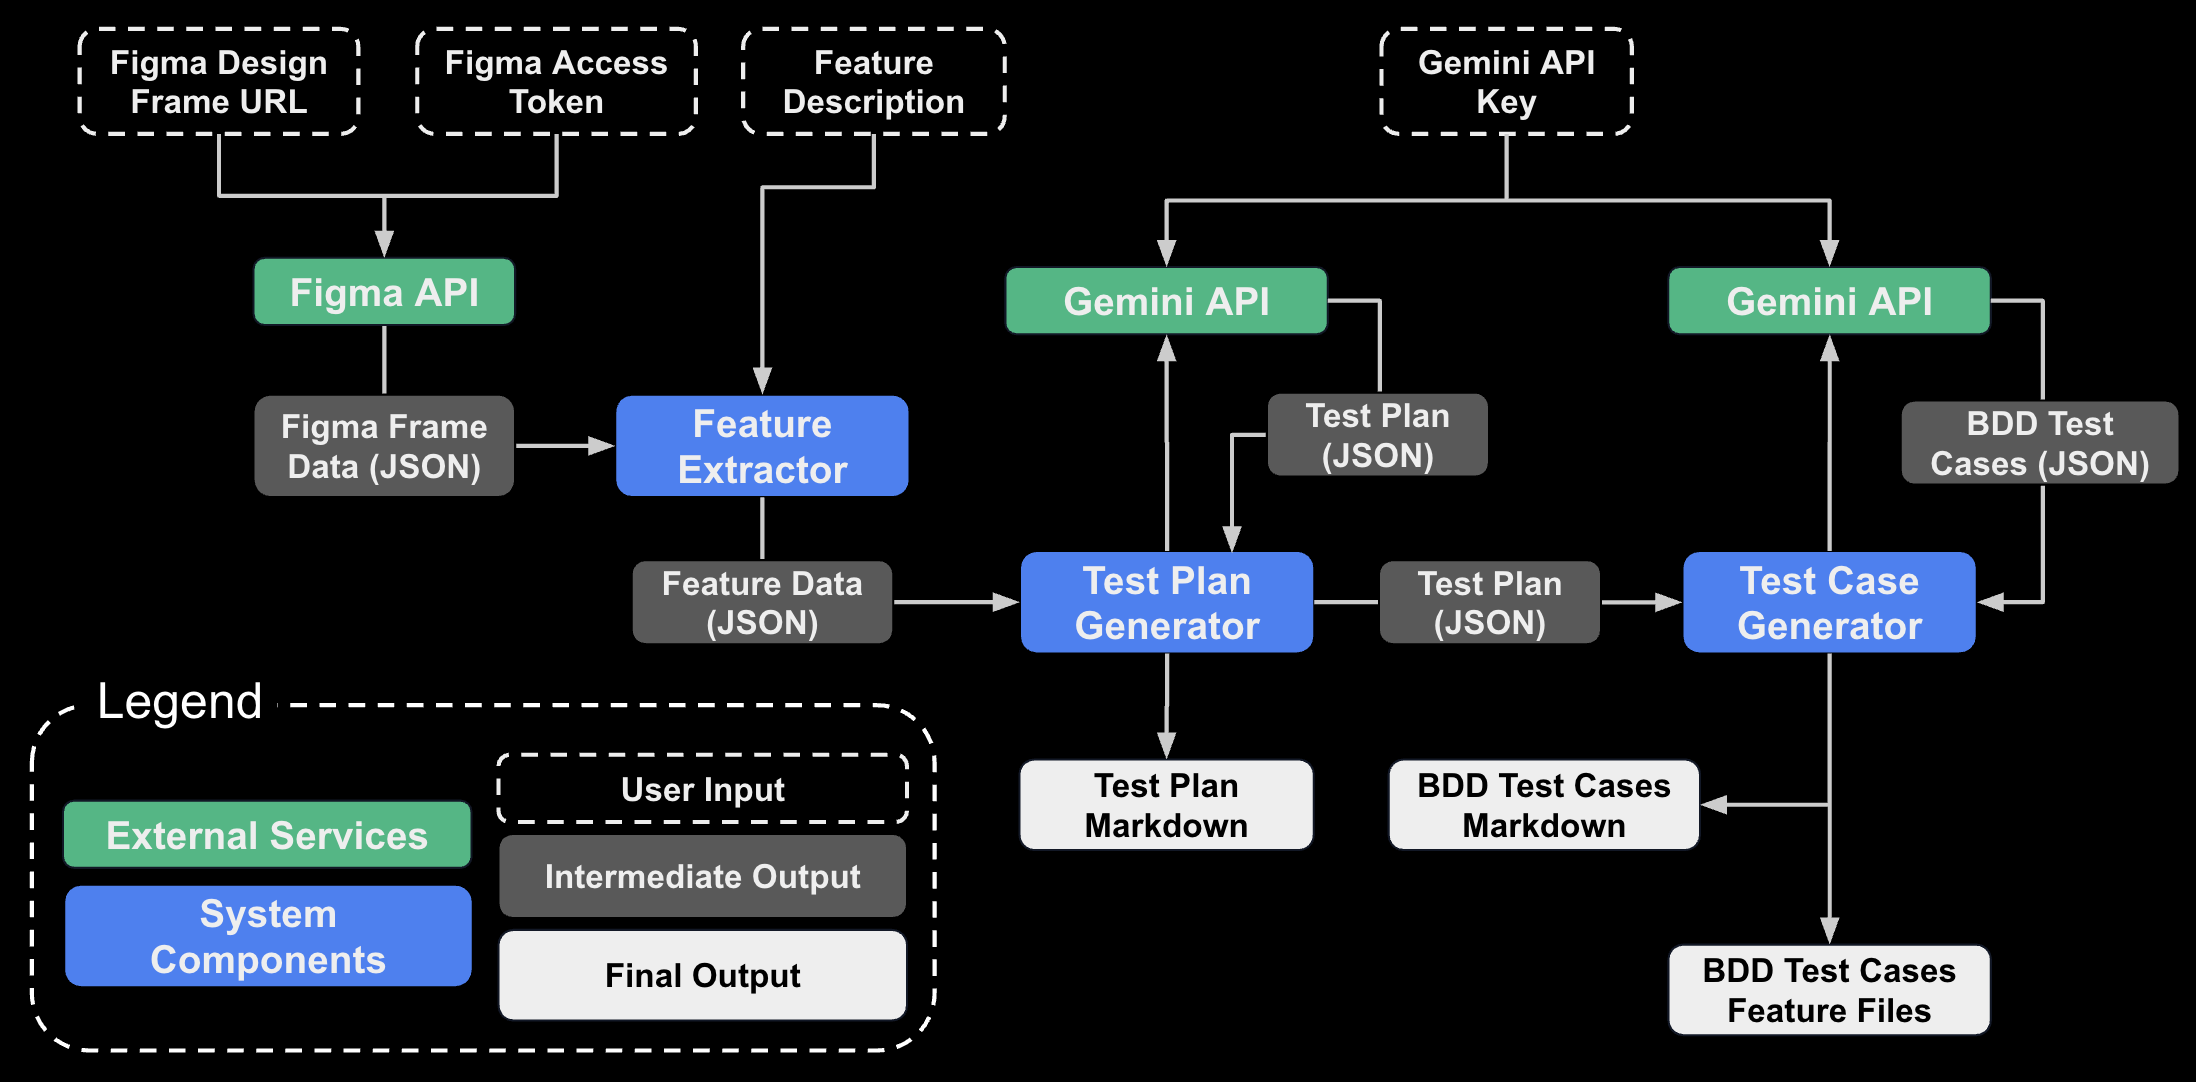 Figma Design
Frame URL
Figma Access
Token
Feature
Description
Gemini API
Key
Figma API
Gemini API
Gemini API
Figma Frame
Data (JSON)
Feature
Extractor
Test Plan
(JSON)
BDD Test
Cases (JSON)
Feature Data
(JSON)
Test Plan
Generator
Test Plan
(JSON)
Test Case
Generator
Test Plan
Markdown
BDD Test Cases
Markdown
BDD Test Cases
Feature Files
Legend
External Services
System
Components
User Input
Intermediate Output
Final Output